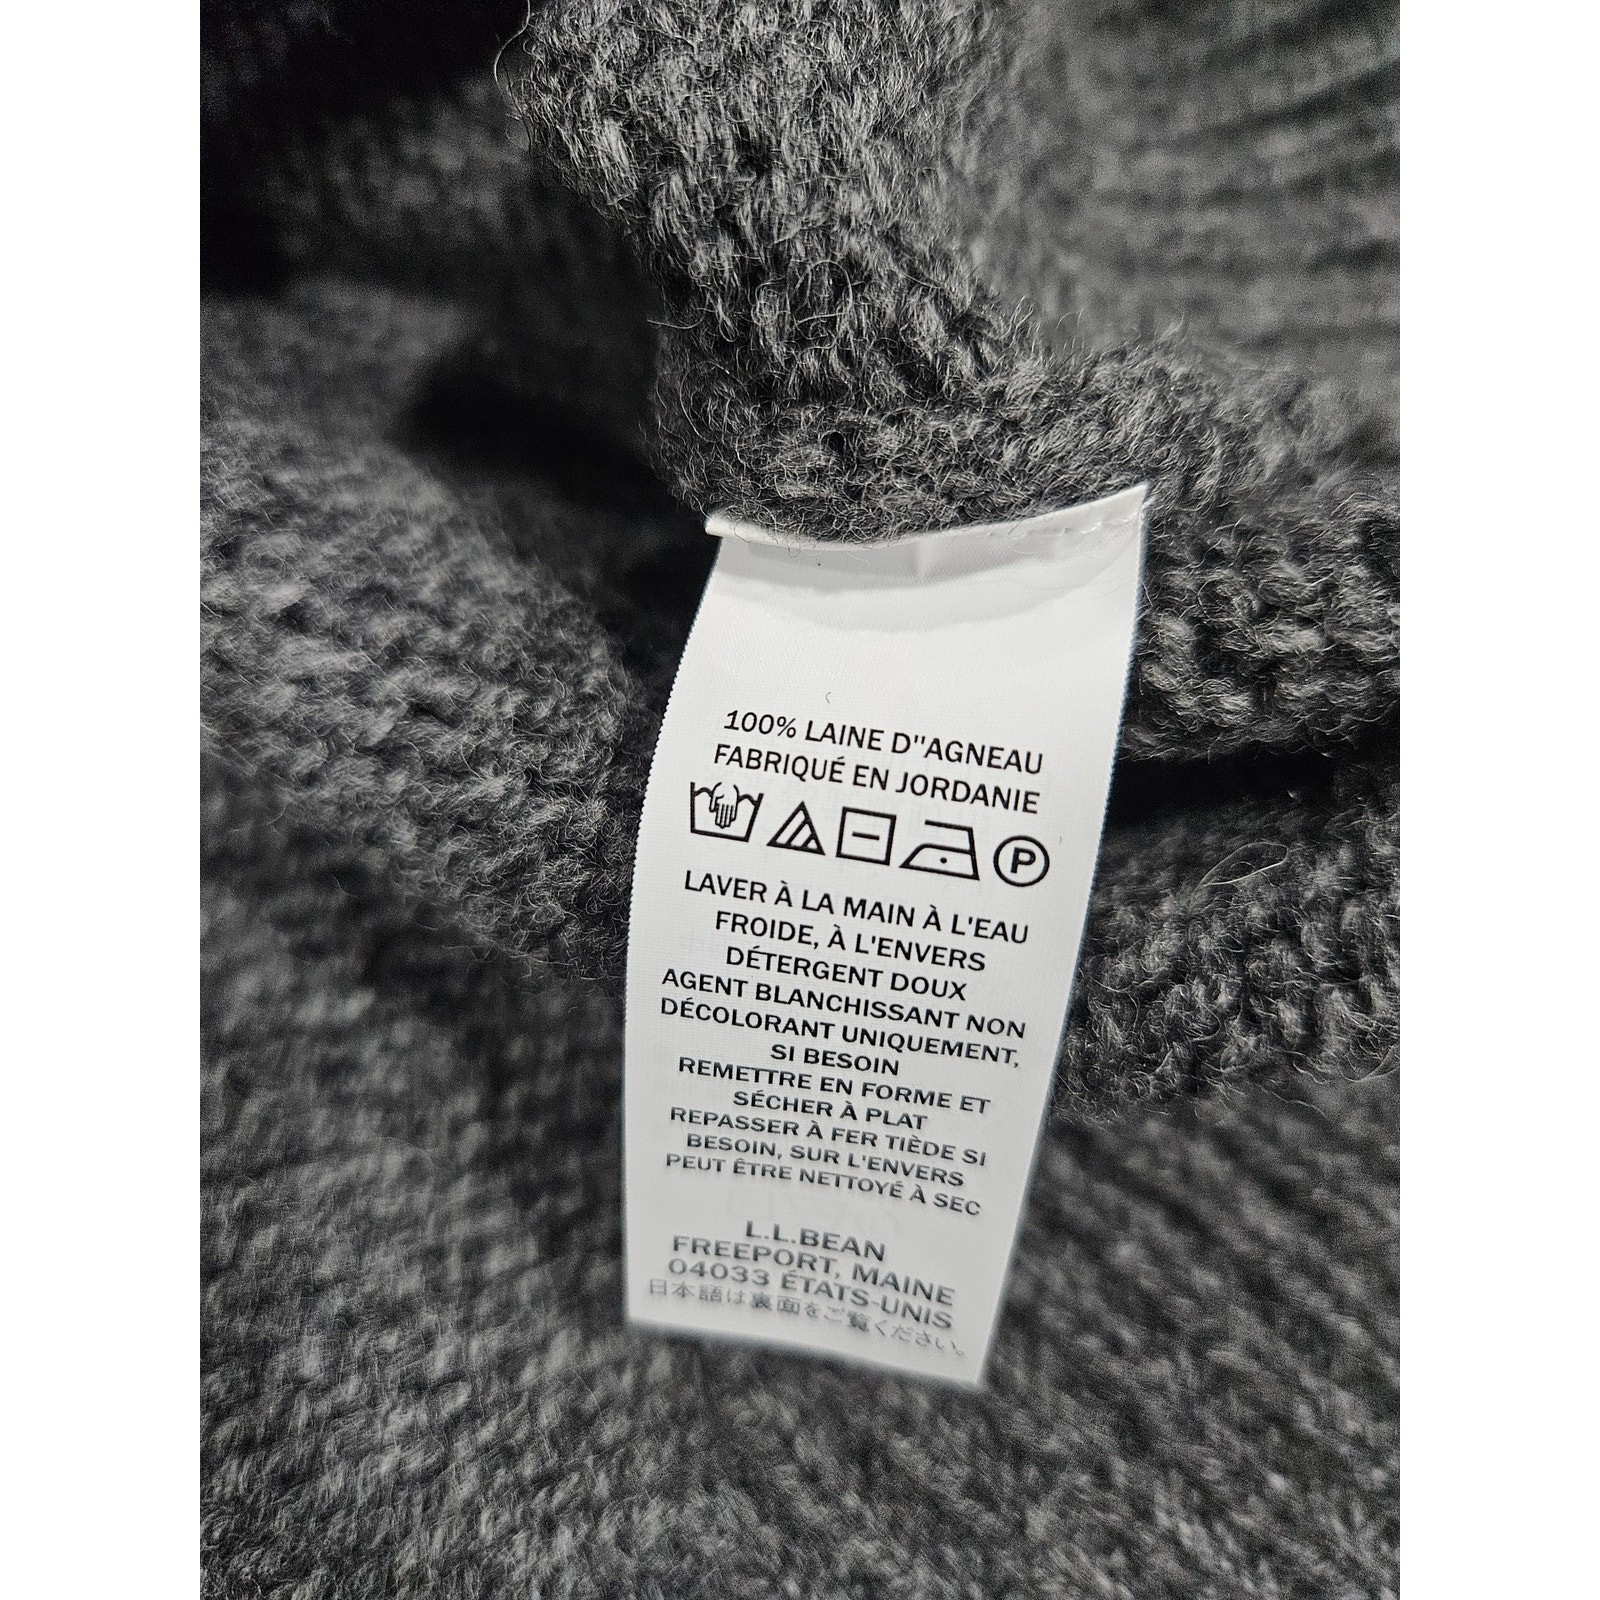 100% LAINE D''AGNEAU
FABRIQUÉ EN JORDANIE
P
LAVER À LA MAIN À L'EAU
FROIDE, À L'ENVERS
DÉTERGENT DOUX
AGENT BLANCHISSANT NON
DÉCOLORANT UNIQUEMENT,
SI BESOIN
REMETTRE EN FORME ET
SÉCHER À PLAT
REPASSER À FER TIÈDE SI
BESOIN, SUR L'ENVERS
PEUT ÊTRE NETTOYÉ À SEC
L.L.BEAN
FREEPORT, MAINE
04033 ÉTATS-UNIS
日本語は裏面をご覧ください。